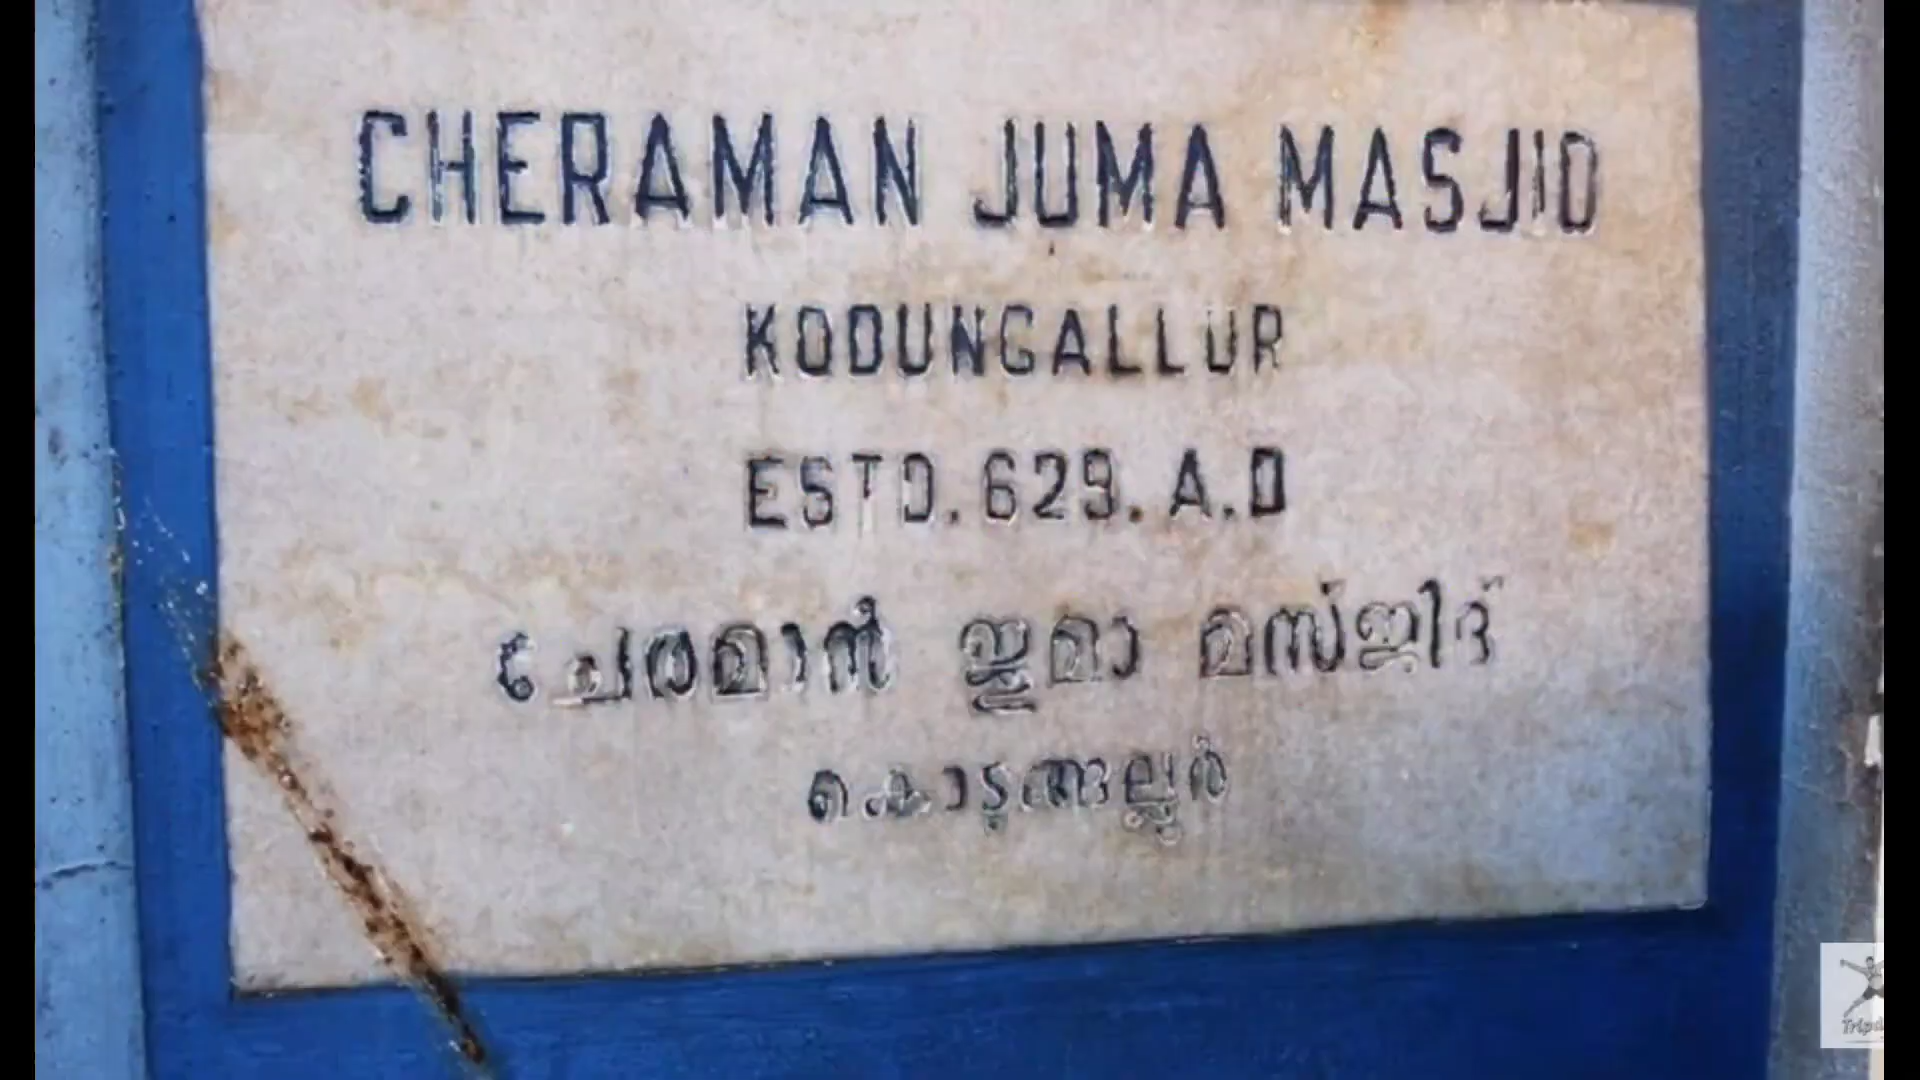 CHERAMAN JUMA MASJID
KODUNGALLUR
ESTD. 629. A.D
ചേരമാൻ ജുമാ മസ്ജിദ്
കൊടുങ്ങല്ലൂർ